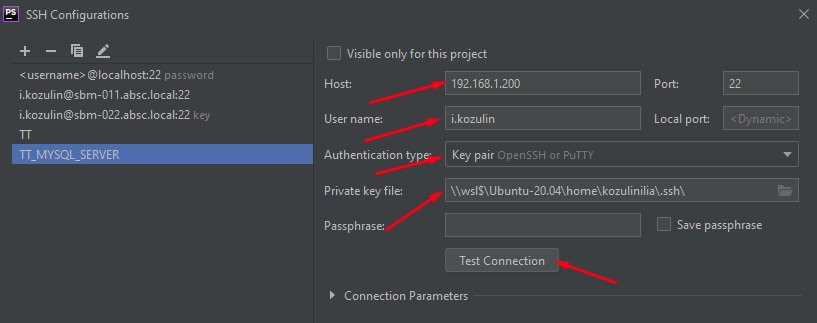 PS SSH Configurations
Visible only for this project
<username>@localhost:22 password
i.kozulin@sbm-011.absc.local:22
i.kozulin@sbm-022.absc.local:22 key
TT
TT_MYSQL_SERVER
Host: 192.168.1.200 Port: 22
User name: i.kozulin Local port: <Dynamic>
Authentication type: Key pair OpenSSH or PuTTY
Private key file: \\wsl$\Ubuntu-20.04\home\kozulinilia\.ssh\
Passphrase: Save passphrase
Test Connection
Connection Parameters